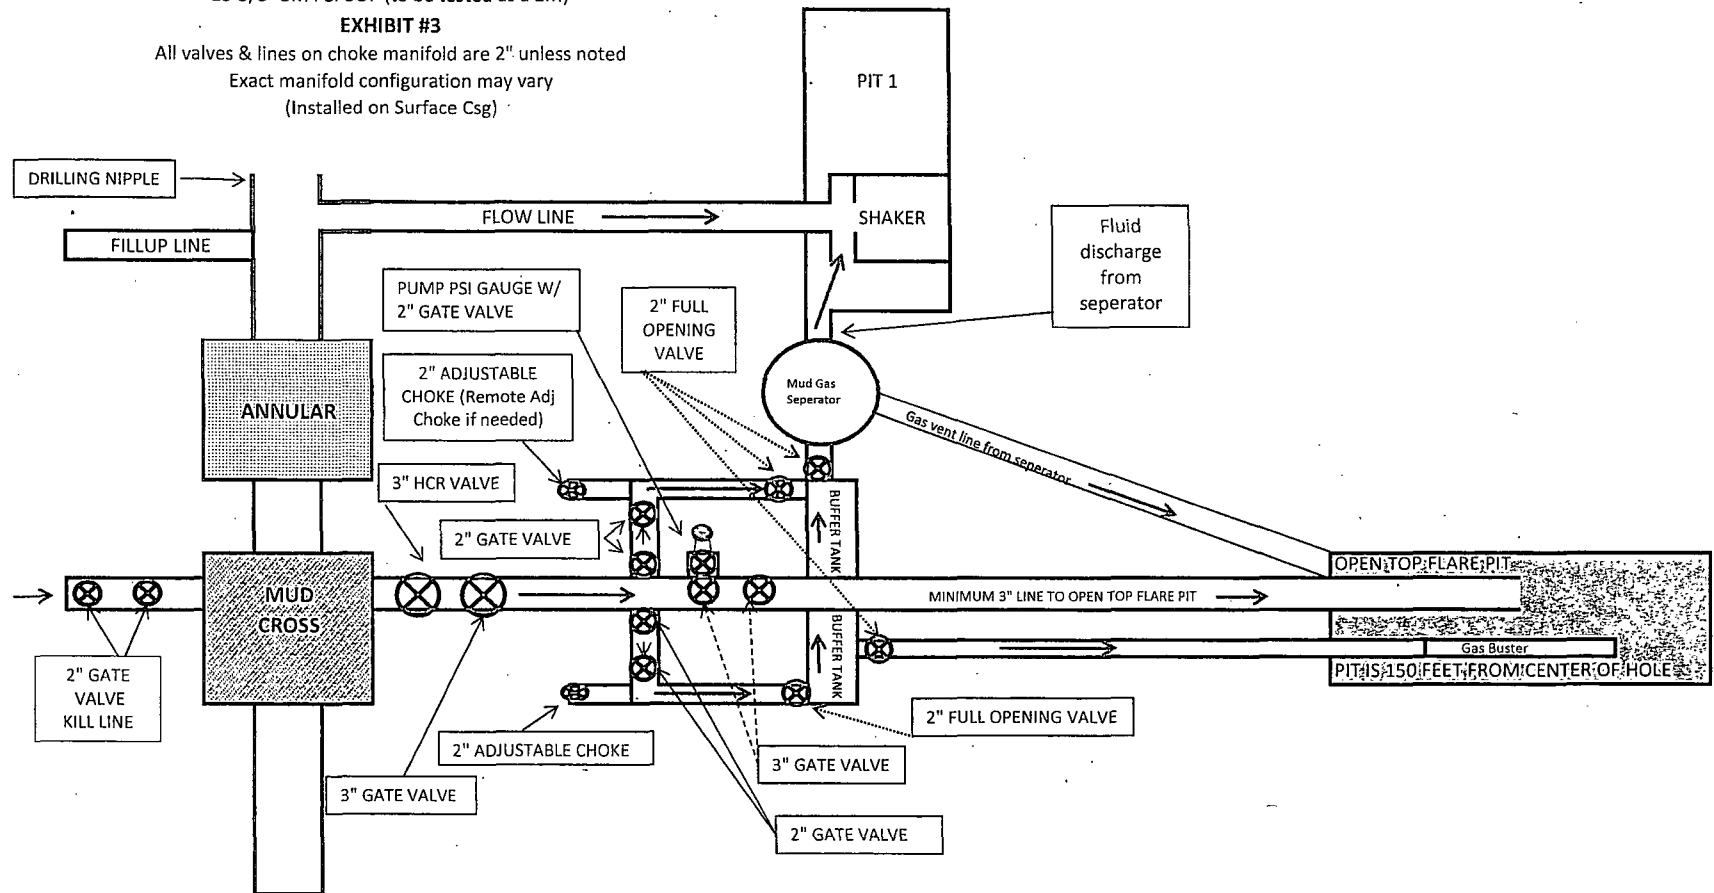 EXHIBIT #3
All valves & lines on choke manifold are 2" unless noted
Exact manifold configuration may vary
(Installed on Surface Csg)
PIT 1
DRILLING NIPPLE
FLOW LINE
SHAKER
FILLUP LINE
Fluid
discharge
from
seperator
PUMP PSI GAUGE W/
2" GATE VALVE
2" FULL
OPENING
VALVE
2" ADJUSTABLE
CHOKE (Remote Adj
Choke if needed)
Mud Gas
Seperator
ANNULAR
Gas vent line from seperator
3" HCR VALVE
2" GATE VALVE
BUFFER TANK
OPEN TOP FLARE PIT
MUD
CROSS
MINIMUM 3" LINE TO OPEN TOP FLARE PIT
BUFFER TANK
Gas Buster
PIT IS 150 FEET FROM CENTER OF HOLE
2" GATE
VALVE
KILL LINE
2" FULL OPENING VALVE
2" ADJUSTABLE CHOKE
3" GATE VALVE
3" GATE VALVE
2" GATE VALVE